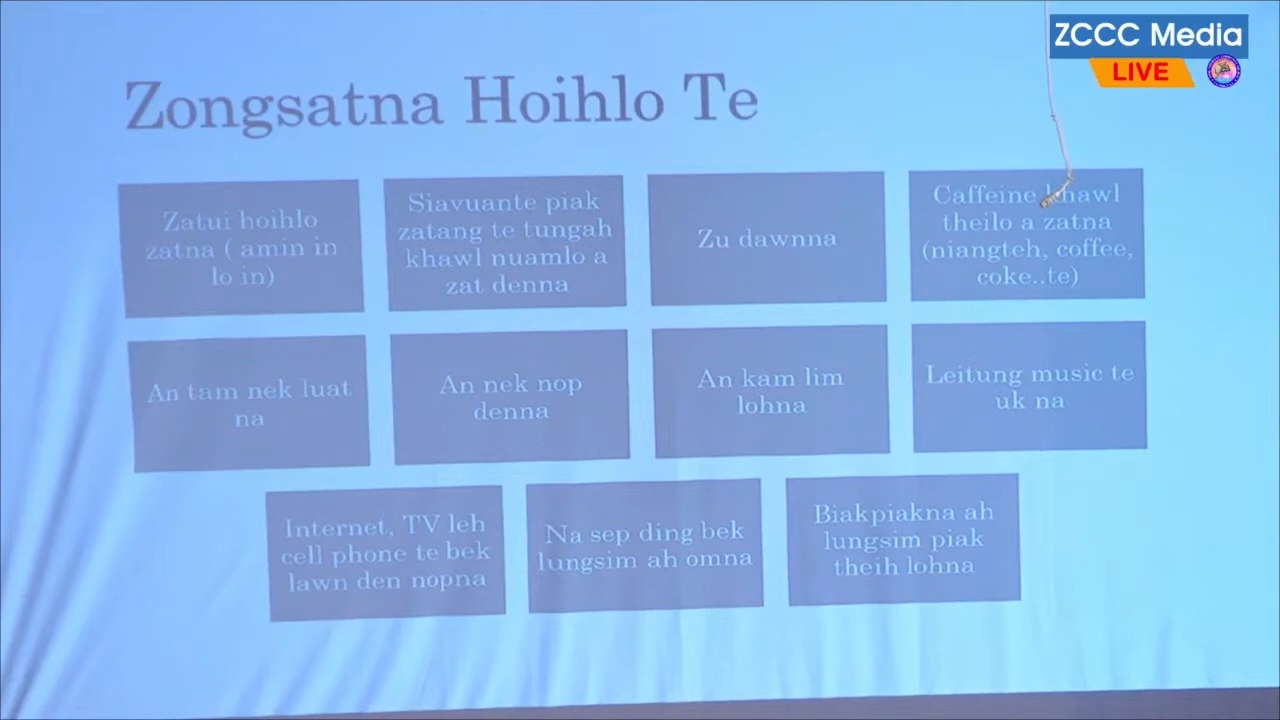 ZCCC Media
LIVE
Zongsatna Hoihlo Te
Zatui hoihlo
zatna ( amin in
lo in)
Siavuante piak
zatang te tungah
khawl nuamlo a
zat denna
Zu dawnna
Caffeine khawl
theilo a zatna
(niangteh, coffee,
coke..te)
An tam nek luat
na
An nek nop
denna
An kam lim
lohna
Leitung music te
uk na
Internet, TV leh
cell phone te bek
lawn den nopna
Na sep ding bek
lungsim ah omna
Biakpiakna ah
lungsim piak
theih lohna